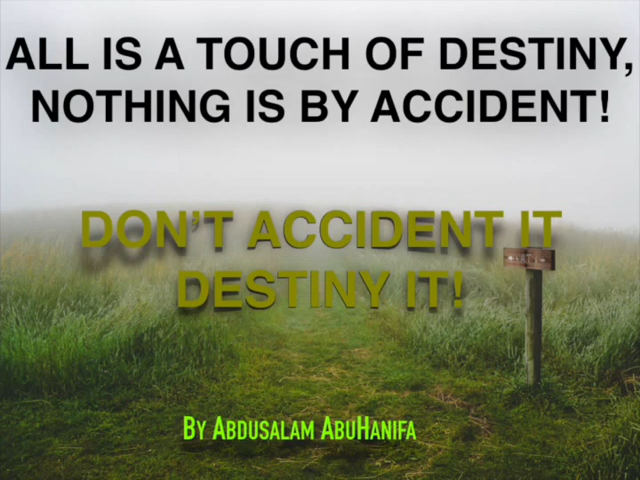 ALL IS A TOUCH OF DESTINY,
NOTHING IS BY ACCIDENT!
DON'T ACCIDENT IT
DESTINY IT!
BY ABDUSALAM ABUHANIFA